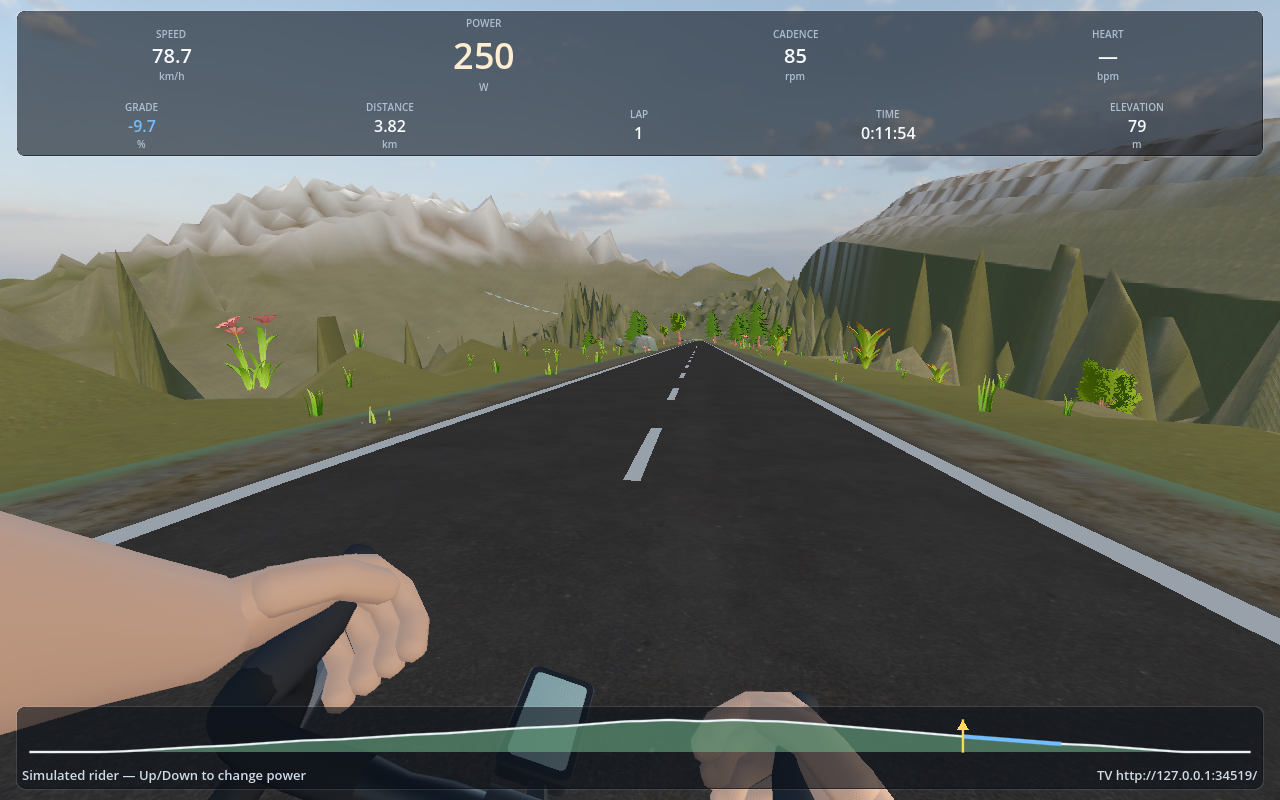 SPEED
78.7
km/h
POWER
250
W
CADENCE
85
rpm
HEART
—
bpm
GRADE
-9.7
%
DISTANCE
3.82
km
LAP
1
TIME
0:11:54
ELEVATION
79
m
Simulated rider — Up/Down to change power
TV http://127.0.0.1:34519/